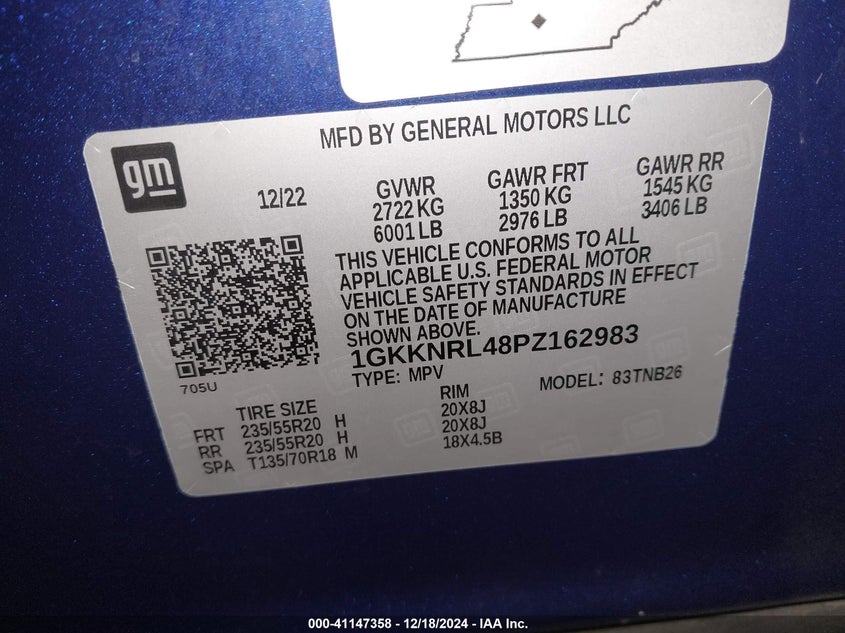 gm
MFD BY GENERAL MOTORS LLC
12/22
GVWR
2722 KG
6001 LB
GAWR FRT
1350 KG
2976 LB
GAWR RR
1545 KG
3406 LB
THIS VEHICLE CONFORMS TO ALL
APPLICABLE U.S. FEDERAL MOTOR
VEHICLE SAFETY STANDARDS IN EFFECT
ON THE DATE OF MANUFACTURE
SHOWN ABOVE.
1GKKNRL48PZ162983
705U
TYPE: MPV
MODEL: 83TNB26
TIRE SIZE RIM
FRT 235/55R20 H 20X8J
RR 235/55R20 H 20X8J
SPA T135/70R18 M 18X4.5B
000-41147358 - 12/18/2024 - IAA Inc.